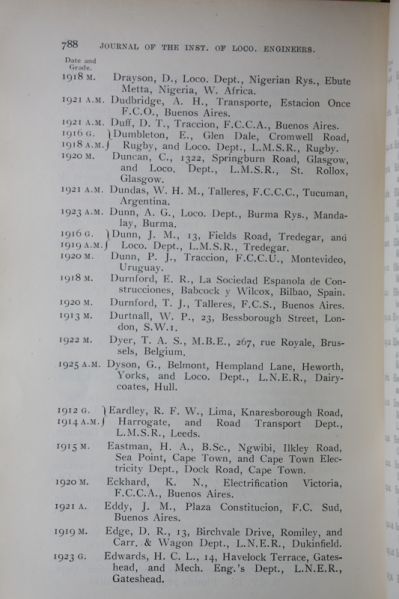 788 JOURNAL OF THE INST. OF LOCO. ENGINEERS.
Date and
Grade.
1918 M. Drayson, D., Loco. Dept., Nigerian Rys., Ebute
Metta, Nigeria, W. Africa.
1921 A.M. Dudbridge, A. H., Transporte, Estacion Once
F.C.O., Buenos Aires.
1921 A.M. Duff, D. T., Traccion, F.C.C.A., Buenos Aires.
1916 G. } Dumbleton, E., Glen Dale, Cromwell Road,
1918 A.M. } Rugby, and Loco. Dept., L.M.S.R., Rugby.
1920 M. Duncan, C., 1322, Springburn Road, Glasgow,
and Loco. Dept., L.M.S.R., St. Rollox,
Glasgow.
1921 A.M. Dundas, W. H. M., Talleres, F.C.C.C., Tucuman,
Argentina.
1923 A.M. Dunn, A. G., Loco. Dept., Burma Rys., Manda-
lay, Burma.
1916 G. } Dunn, J. M., 13, Fields Road, Tredegar, and
1919 A.M. } Loco. Dept., L.M.S.R., Tredegar.
1920 M. Dunn, P. J., Traccion, F.C.C.U., Montevideo,
Uruguay.
1918 M. Durnford, E. R., La Sociedad Espanola de Con-
strucciones, Babcock y Wilcox, Bilbao, Spain.
1920 M. Durnford, T. J., Talleres, F.C.S., Buenos Aires.
1913 M. Durtnall, W. P., 23, Bessborough Street, Lon-
don, S.W.1.
1922 M. Dyer, T. A. S., M.B.E., 267, rue Royale, Brus-
sels, Belgium.
1925 A.M. Dyson, G., Belmont, Hempland Lane, Heworth,
Yorks, and Loco. Dept., L.N.E.R., Dairy-
coates, Hull.
1912 G. } Eardley, R. F. W., Lima, Knaresborough Road,
1914 A.M. } Harrogate, and Road Transport Dept.,
L.M.S.R., Leeds.
1915 M. Eastman, H. A., B.Sc., Ngwibi, Ilkley Road,
Sea Point, Cape Town, and Cape Town Elec-
tricity Dept., Dock Road, Cape Town.
1920 M. Eckhard, K. N., Electrification Victoria,
F.C.C.A., Buenos Aires.
1921 A. Eddy, J. M., Plaza Constitucion, F.C. Sud,
Buenos Aires.
1919 M. Edge, D. R., 13, Birchvale Drive, Romiley, and
Carr. & Wagon Dept., L.N.E.R., Dukinfield.
1923 G. Edwards, H. C. L., 14, Havelock Terrace, Gates-
head, and Mech. Eng.'s Dept., L.N.E.R.,
Gateshead.